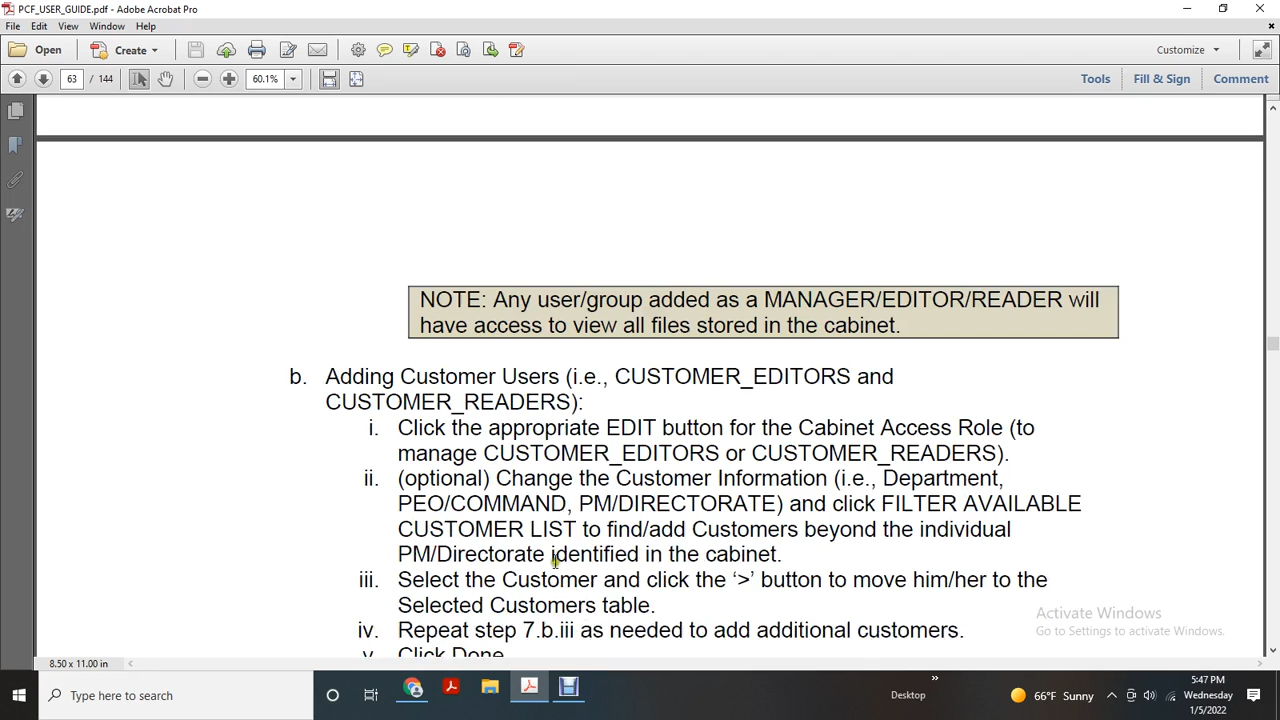 PCF_USER_GUIDE.pdf - Adobe Acrobat Pro
File Edit View Window Help
Open Create Customize
63 / 144 60.1% Tools Fill & Sign Comment
NOTE: Any user/group added as a MANAGER/EDITOR/READER will
have access to view all files stored in the cabinet.
b. Adding Customer Users (i.e., CUSTOMER_EDITORS and
CUSTOMER_READERS):
i. Click the appropriate EDIT button for the Cabinet Access Role (to
manage CUSTOMER_EDITORS or CUSTOMER_READERS).
ii. (optional) Change the Customer Information (i.e., Department,
PEO/COMMAND, PM/DIRECTORATE) and click FILTER AVAILABLE
CUSTOMER LIST to find/add Customers beyond the individual
PM/Directorate identified in the cabinet.
iii. Select the Customer and click the ‘>’ button to move him/her to the
Selected Customers table.
iv. Repeat step 7.b.iii as needed to add additional customers.
v. Click Done
Activate Windows
Go to Settings to activate Windows.
8.50 x 11.00 in
Type here to search
Desktop
66°F Sunny
5:47 PM
Wednesday
1/5/2022